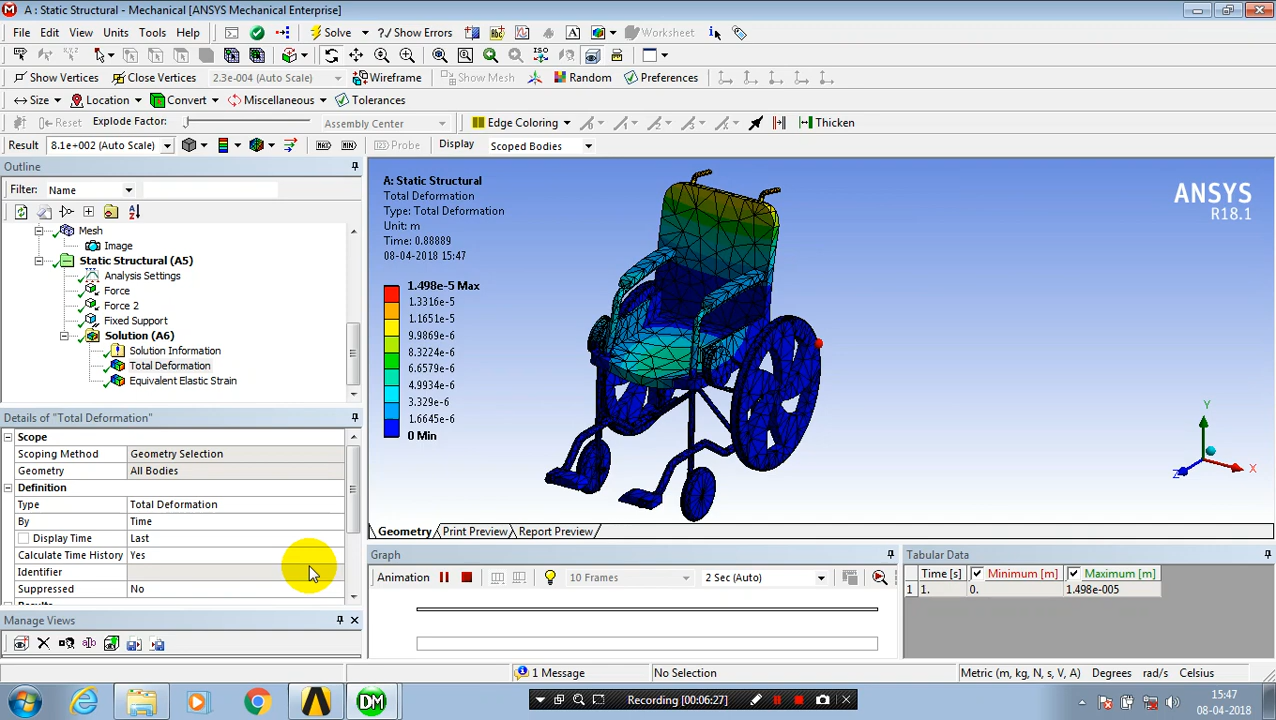 A : Static Structural - Mechanical [ANSYS Mechanical Enterprise]
File Edit View Units Tools Help Solve ?/ Show Errors Worksheet
Show Vertices Close Vertices 2.3e-004 (Auto Scale) Wireframe Show Mesh Random Preferences
Size Location Convert Miscellaneous Tolerances
Reset Explode Factor: Assembly Center Edge Coloring Thicken
Result 8.1e+002 (Auto Scale) MAX MIN Probe Display Scoped Bodies
Outline
Filter: Name
Mesh
Image
Static Structural (A5)
Analysis Settings
Force
Force 2
Fixed Support
Solution (A6)
Solution Information
Total Deformation
Equivalent Elastic Strain
Details of "Total Deformation"
Scope
Scoping Method Geometry Selection
Geometry All Bodies
Definition
Type Total Deformation
By Time
Display Time Last
Calculate Time History Yes
Identifier
Suppressed No
Manage Views
A: Static Structural
Total Deformation
Type: Total Deformation
Unit: m
Time: 0.88889
08-04-2018 15:47
1.498e-5 Max
1.3316e-5
1.1651e-5
9.9869e-6
8.3224e-6
6.6579e-6
4.9934e-6
3.329e-6
1.6645e-6
0 Min
ANSYS
R18.1
Y
X
Z
Geometry Print Preview Report Preview
Graph
Animation 10 Frames 2 Sec (Auto)
Tabular Data
Time [s] Minimum [m] Maximum [m]
1 1. 0. 1.498e-005
1 Message No Selection Metric (m, kg, N, s, V, A) Degrees rad/s Celsius
Recording [00:06:27]
DM
15:47
08-04-2018